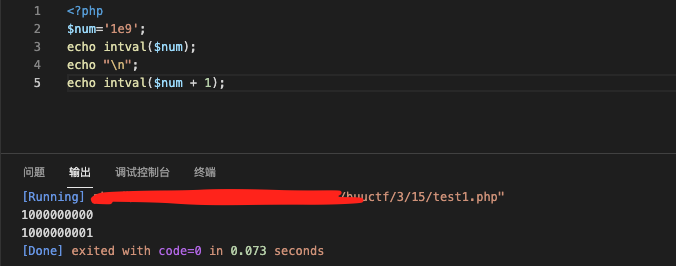 1 <?php
2 $num='1e9';
3 echo intval($num);
4 echo "\n";
5 echo intval($num + 1);
问题 输出 调试控制台 终端
[Running] /buuctf/3/15/test1.php"
1000000000
1000000001
[Done] exited with code=0 in 0.073 seconds